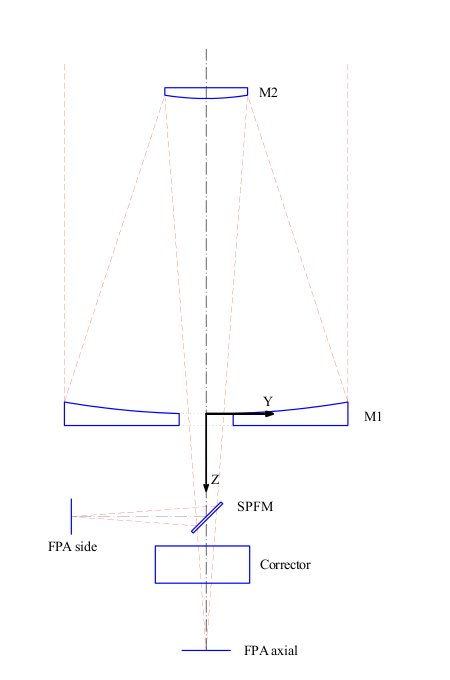 M2
Y
M1
Z
SPFM
FPA side
Corrector
FPA axial